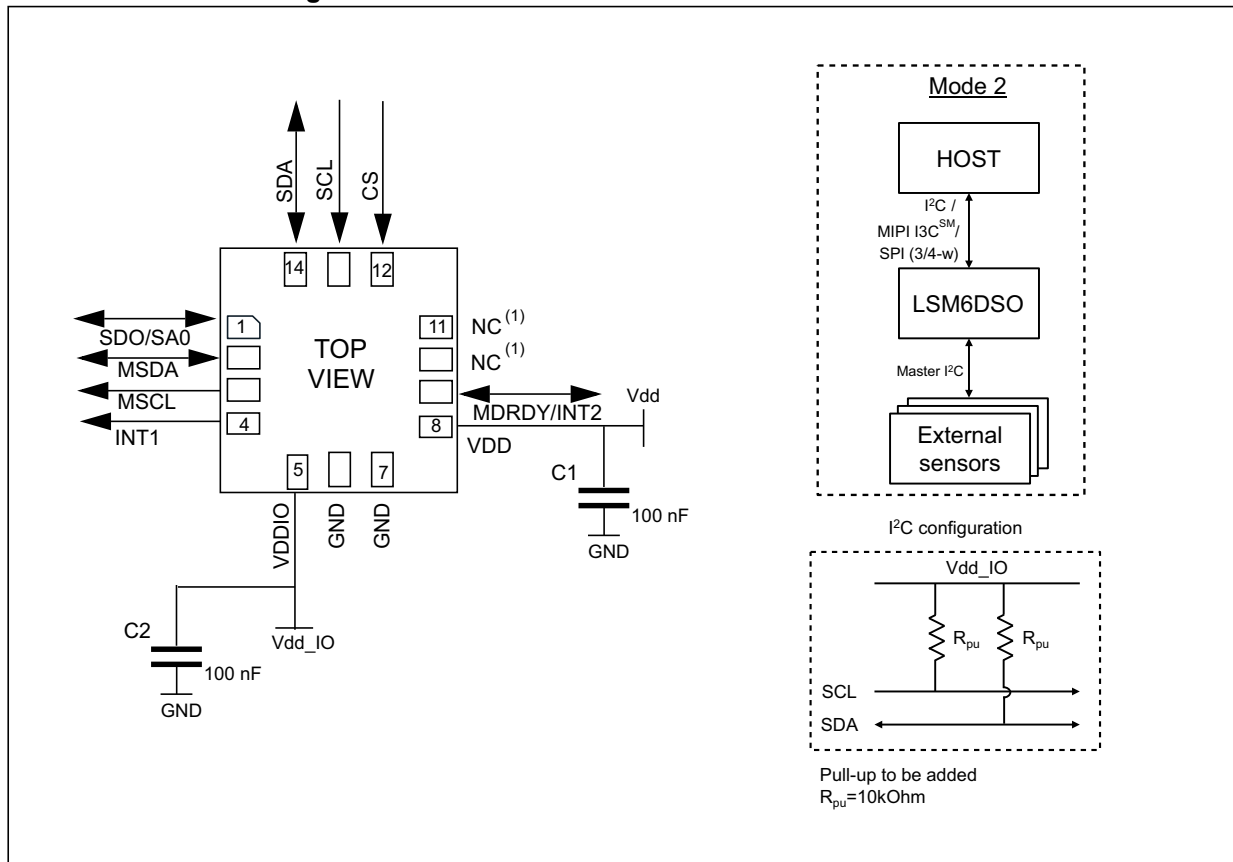 SDA
SCL
CS
14
12
1
11
NC (1)
SDO/SA0
TOP
VIEW
NC (1)
MSDA
MSCL
MDRDY/INT2
Vdd
4
8
INT1
VDD
5
7
C1
100 nF
GND
VDDIO
GND
GND
C2
100 nF
GND
Vdd_IO
Mode 2
HOST
I²C /
MIPI I3C^SM/
SPI (3/4-w)
LSM6DSO
Master I²C
External
sensors
I²C configuration
Vdd_IO
Rpu
Rpu
SCL
SDA
Pull-up to be added
Rpu=10kOhm